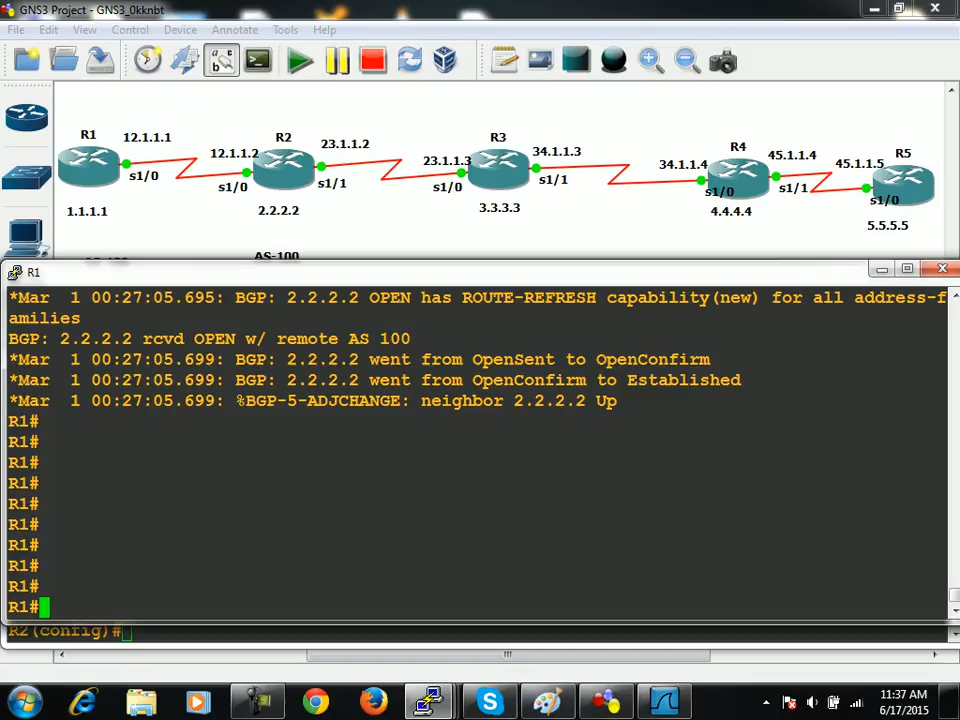 GNS3 Project - GNS3_0kknbt
File Edit View Control Device Annotate Tools Help
abc
R1
12.1.1.1
s1/0
1.1.1.1
R2
12.1.1.2
s1/0
23.1.1.2
s1/1
2.2.2.2
AS-100
R3
23.1.1.3
s1/0
34.1.1.3
s1/1
3.3.3.3
R4
34.1.1.4
s1/0
45.1.1.4
s1/1
4.4.4.4
R5
45.1.1.5
s1/0
5.5.5.5
R1
*Mar 1 00:27:05.695: BGP: 2.2.2.2 OPEN has ROUTE-REFRESH capability(new) for all address-f
amilies
BGP: 2.2.2.2 rcvd OPEN w/ remote AS 100
*Mar 1 00:27:05.699: BGP: 2.2.2.2 went from OpenSent to OpenConfirm
*Mar 1 00:27:05.699: BGP: 2.2.2.2 went from OpenConfirm to Established
*Mar 1 00:27:05.699: %BGP-5-ADJCHANGE: neighbor 2.2.2.2 Up
R1#
R1#
R1#
R1#
R1#
R1#
R1#
R1#
R1#
R1#
R2(config)#
11:37 AM
6/17/2015